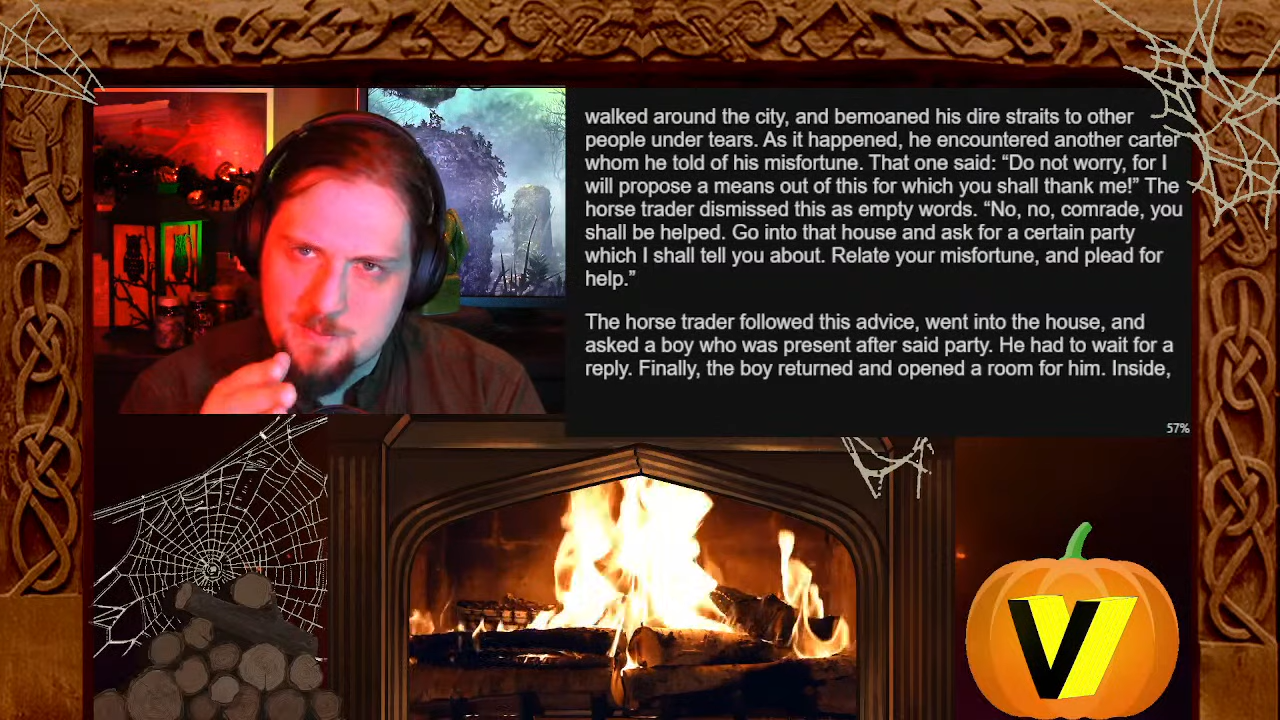 walked around the city, and bemoaned his dire straits to other
people under tears. As it happened, he encountered another carter
whom he told of his misfortune. That one said: “Do not worry, for I
will propose a means out of this for which you shall thank me!” The
horse trader dismissed this as empty words. “No, no, comrade, you
shall be helped. Go into that house and ask for a certain party
which I shall tell you about. Relate your misfortune, and plead for
help.”
The horse trader followed this advice, went into the house, and
asked a boy who was present after said party. He had to wait for a
reply. Finally, the boy returned and opened a room for him. Inside,
57%
V